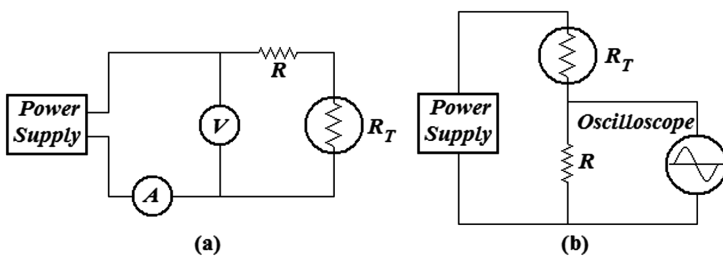 Power
Supply
V
A
R
R_T
(a)
Power
Supply
R_T
Oscilloscope
R
(b)